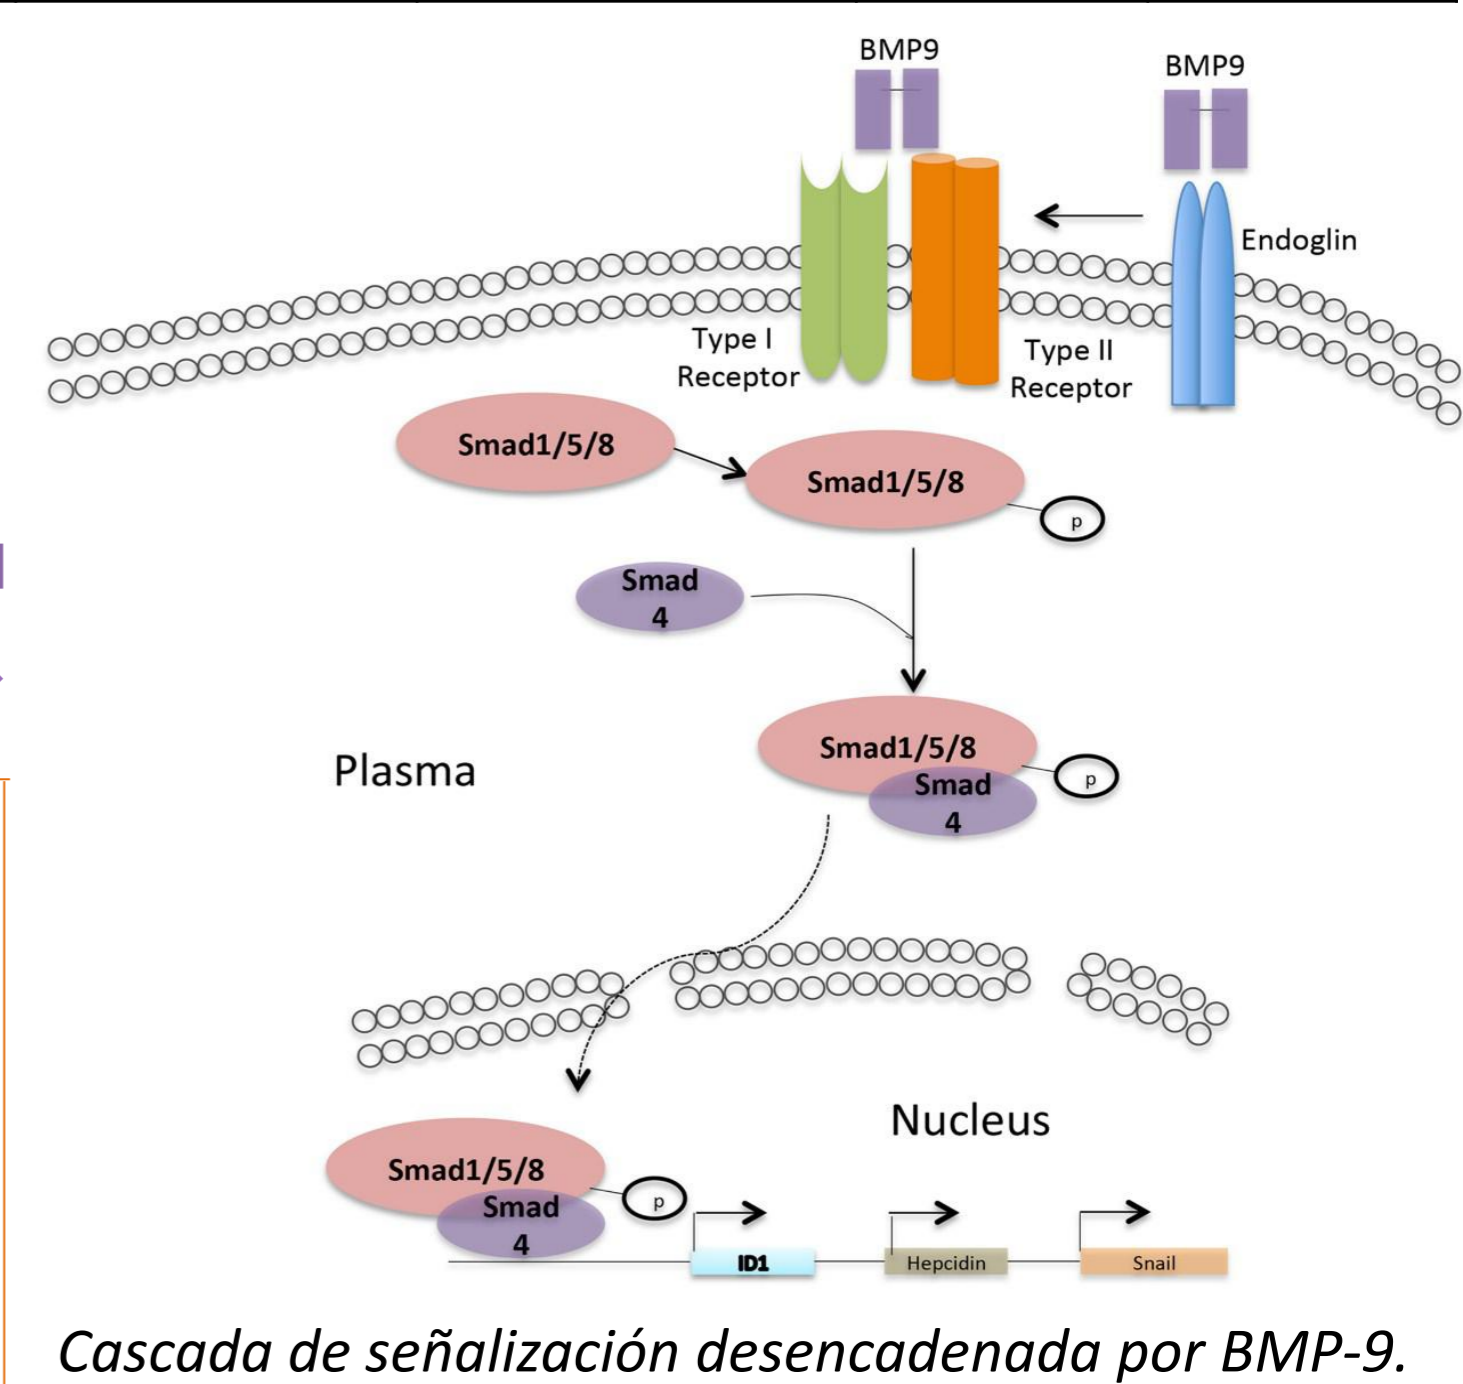 BMP9
BMP9
Endoglin
Type I
Receptor
Type II
Receptor
Smad1/5/8
Smad1/5/8
p
Smad
4
Smad1/5/8
Smad
4
p
Plasma
Nucleus
Smad1/5/8
Smad
4
p
ID1
Hepcidin
Snail
Cascada de señalización desencadenada por BMP-9.